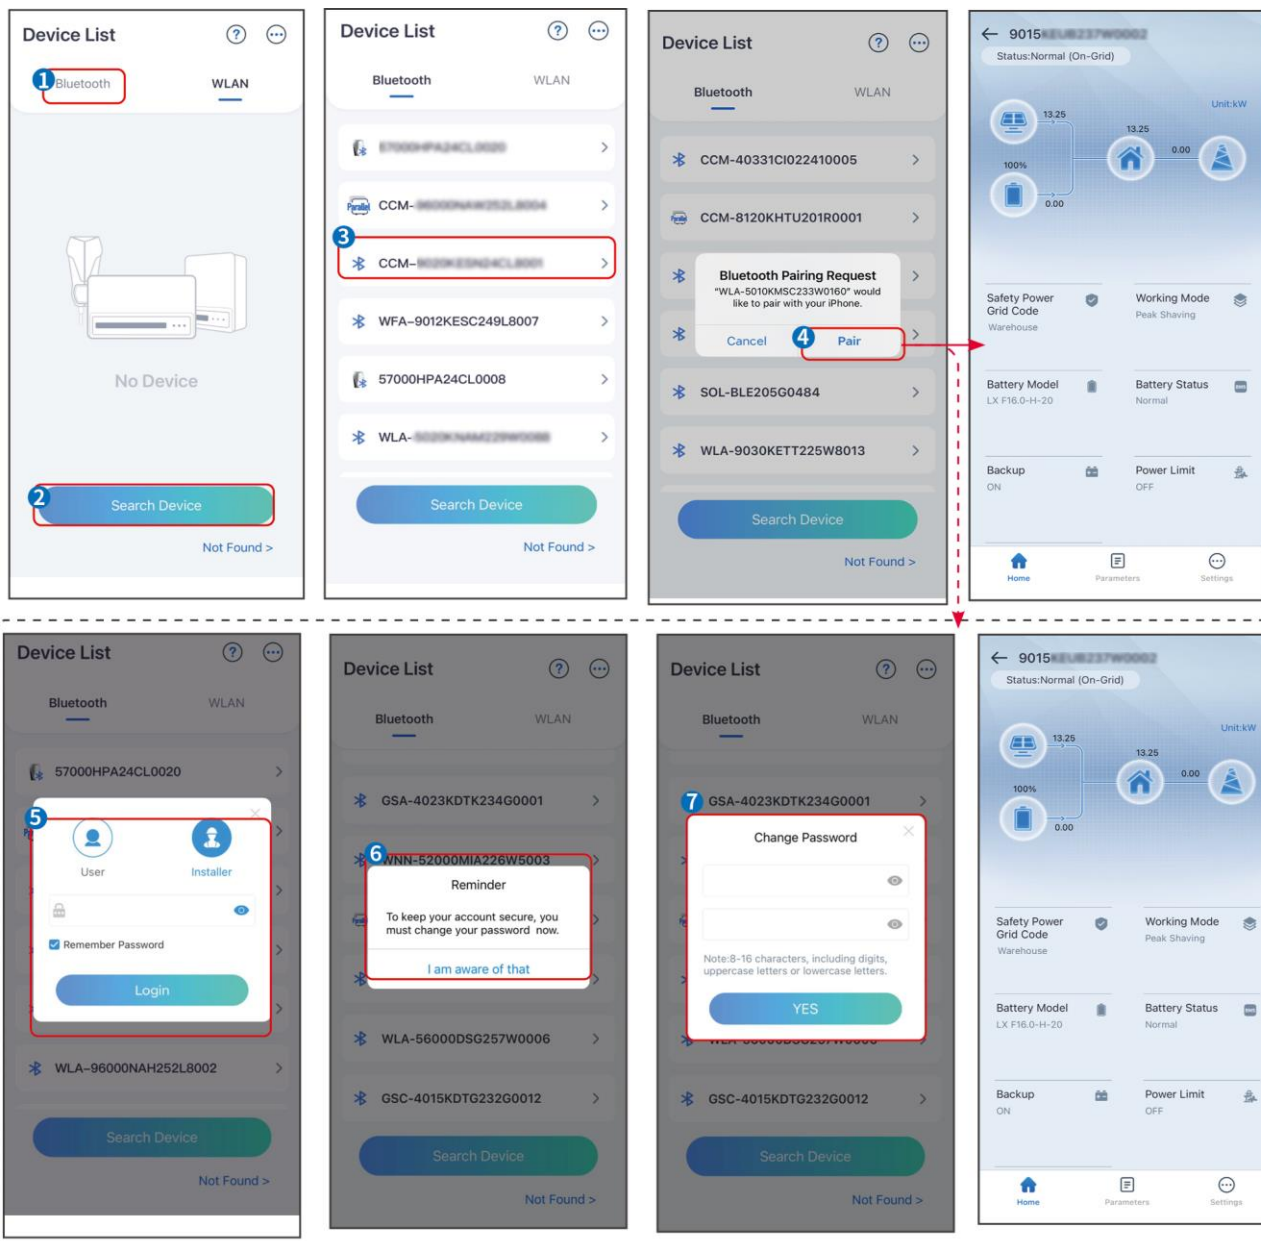 Device List
?
1
Bluetooth
WLAN
No Device
2
Search Device
Not Found >
Device List
?
Bluetooth
WLAN
57000HPA24CL0020
Parallel
CCM-
3
CCM-
WFA-9012KESC249L8007
57000HPA24CL0008
WLA-
Search Device
Not Found >
Device List
?
Bluetooth
WLAN
CCM-40331CI022410005
CCM-8120KHTU201R0001
Bluetooth Pairing Request
"WLA-5010KMSC233W0160" would
like to pair with your iPhone.
Cancel
4
Pair
SOL-BLE205G0484
WLA-9030KETT225W8013
Search Device
Not Found >
9015
Status:Normal (On-Grid)
Unit:kW
13.25
13.25
0.00
100%
0.00
Safety Power
Grid Code
Warehouse
Working Mode
Peak Shaving
Battery Model
LX F16.0-H-20
Battery Status
Normal
Backup
ON
Power Limit
OFF
Home
Parameters
Settings
Device List
?
Bluetooth
WLAN
57000HPA24CL0020
5
User
Installer
Remember Password
Login
WLA-96000NAH252L8002
Search Device
Not Found >
Device List
?
Bluetooth
WLAN
GSA-4023KDTK234G0001
6
WNN-52000MIA226W5003
Reminder
To keep your account secure, you
must change your password now.
I am aware of that
WLA-56000DSG257W0006
GSC-4015KDTG232G0012
Search Device
Not Found >
Device List
?
Bluetooth
WLAN
7
GSA-4023KDTK234G0001
Change Password
Note:8-16 characters, including digits,
uppercase letters or lowercase letters.
YES
GSC-4015KDTG232G0012
Search Device
Not Found >
9015
Status:Normal (On-Grid)
Unit:kW
13.25
13.25
0.00
100%
0.00
Safety Power
Grid Code
Warehouse
Working Mode
Peak Shaving
Battery Model
LX F16.0-H-20
Battery Status
Normal
Backup
ON
Power Limit
OFF
Home
Parameters
Settings